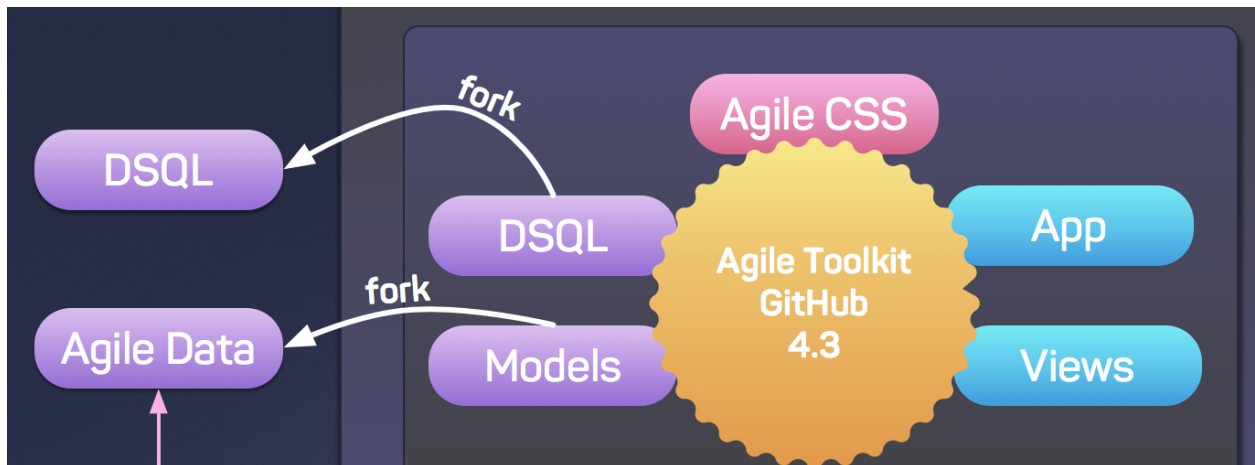 fork
Agile CSS
DSQL
DSQL
App
Agile Toolkit
GitHub
4.3
fork
Agile Data
Models
Views